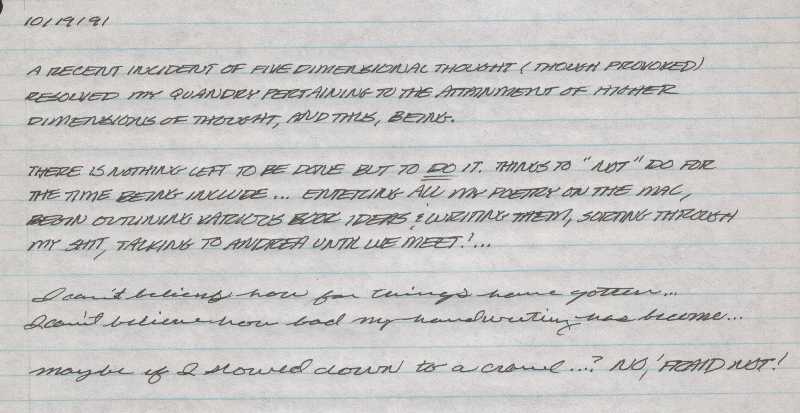 10/19/91
A RECENT INCIDENT OF FIVE DIMENSIONAL THOUGHT (THOUGH PROVOKED)
RESOLVED MY QUANDRY PERTAINING TO THE ATTAINMENT OF HIGHER
DIMENSIONS OF THOUGHT, AND THUS, BEING.
THERE IS NOTHING LEFT TO BE DONE BUT TO DO IT. THINGS TO "NOT" DO FOR
THE TIME BEING INCLUDE... ENTERING ALL MY POETRY ON THE MAC,
BEGIN OUTLINING VARIOUS BOOK IDEAS & WRITING THEM, SORTING THROUGH
MY SHIT, TALKING TO ANDREA UNTIL WE MEET!...
I can't believe how far things have gotten...
I can't believe how bad my handwriting has become...
maybe if I slowed down to a crawl...? NO, 'FRAID NOT!